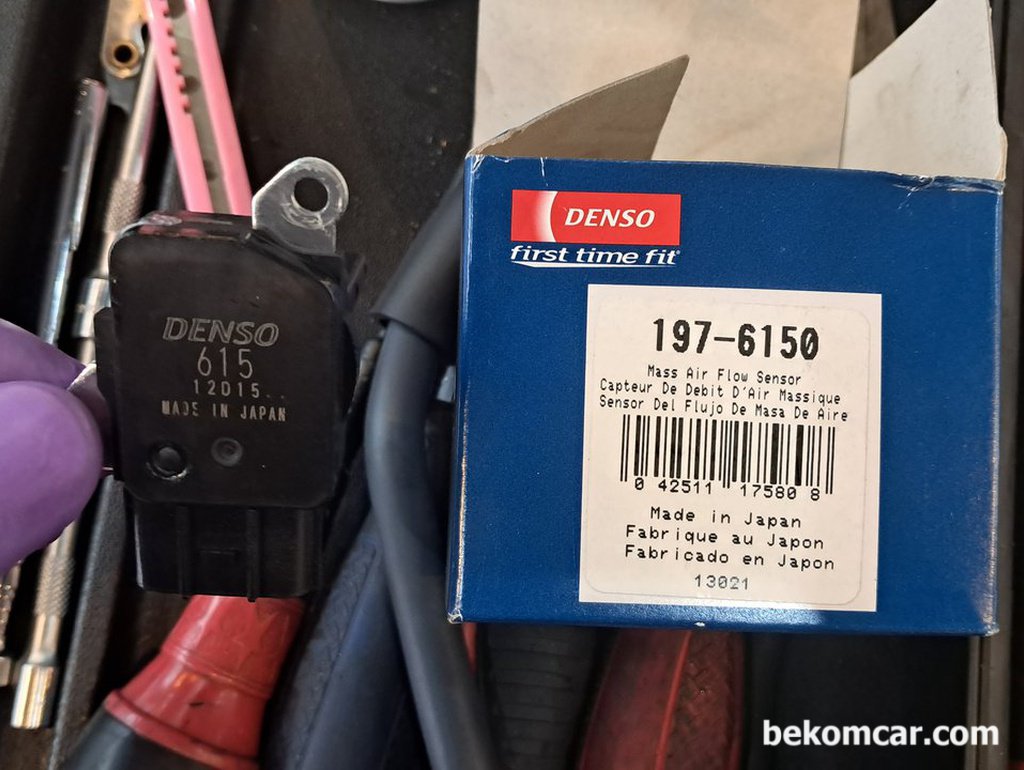 DENSO
615
12D15..
MADE IN JAPAN
DENSO
first time fit®
197-6150
Mass Air Flow Sensor
Capteur De Debit D'Air Massique
Sensor Del Flujo De Masa De Aire
0 42511 17580 8
Made in Japan
Fabrique au Japon
Fabricado en Japon
13021
bekomcar.com